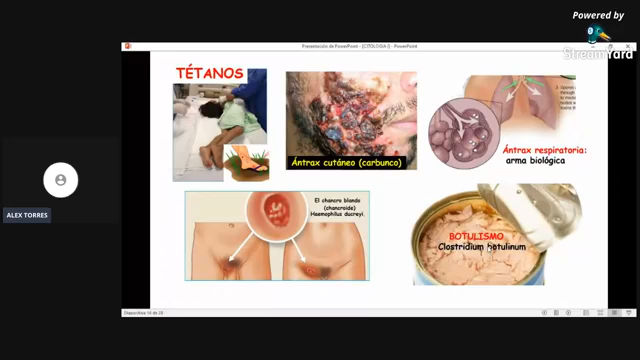 Powered by
StreamYard
Presentación de PowerPoint - [CITOLOGIA I] - PowerPoint
TÉTANOS
Ántrax cutáneo (carbunco)
Ántrax respiratoria:
arma biológica
El chancro blando
(chancroide)
Haemophilus ducreyi.
BOTULISMO
Clostridium botulinum
ALEX TORRES